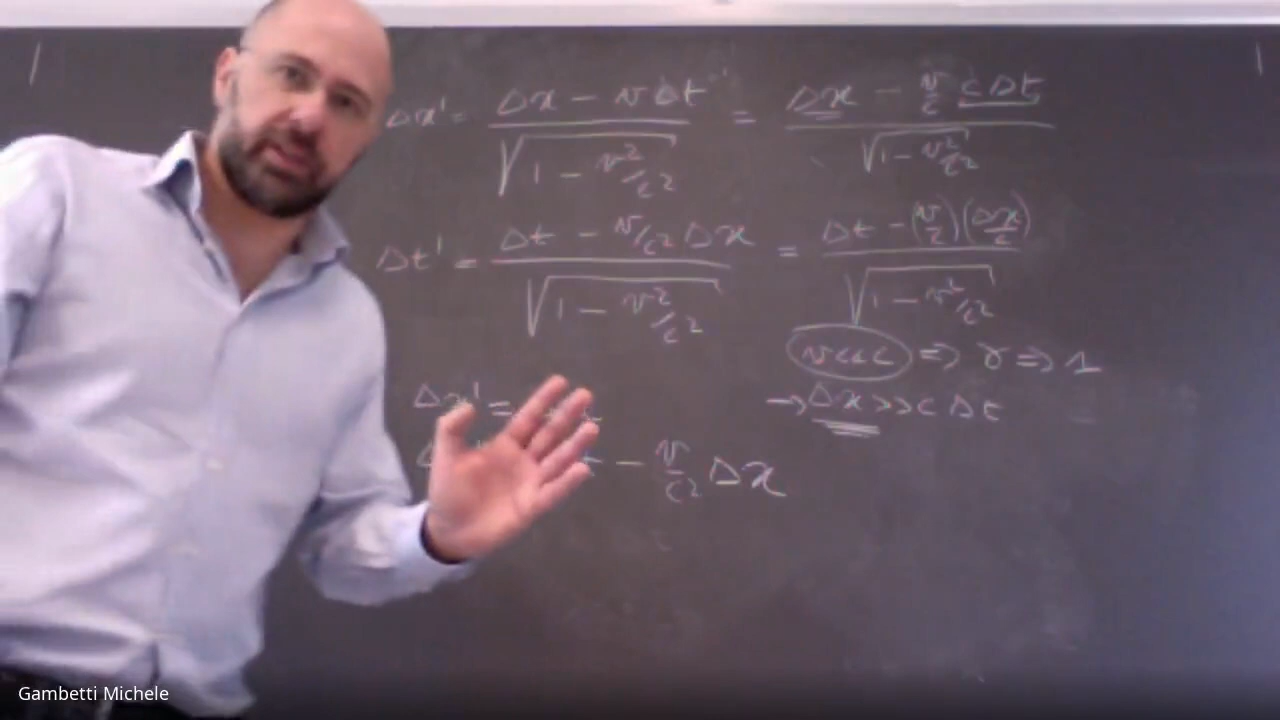 Δx' = (Δx - vΔt) / √(1 - v²/c²) = (Δx - v/c cΔt) / √(1 - v²/c²)
Δt' = (Δt - v/c² Δx) / √(1 - v²/c²) = (Δt - (v/c)(Δx/c)) / √(1 - v²/c²)
v<<<c ⇒ γ ⇒ 1
Δx' =
→ Δx >> c Δt
- v/c² Δx
Gambetti Michele